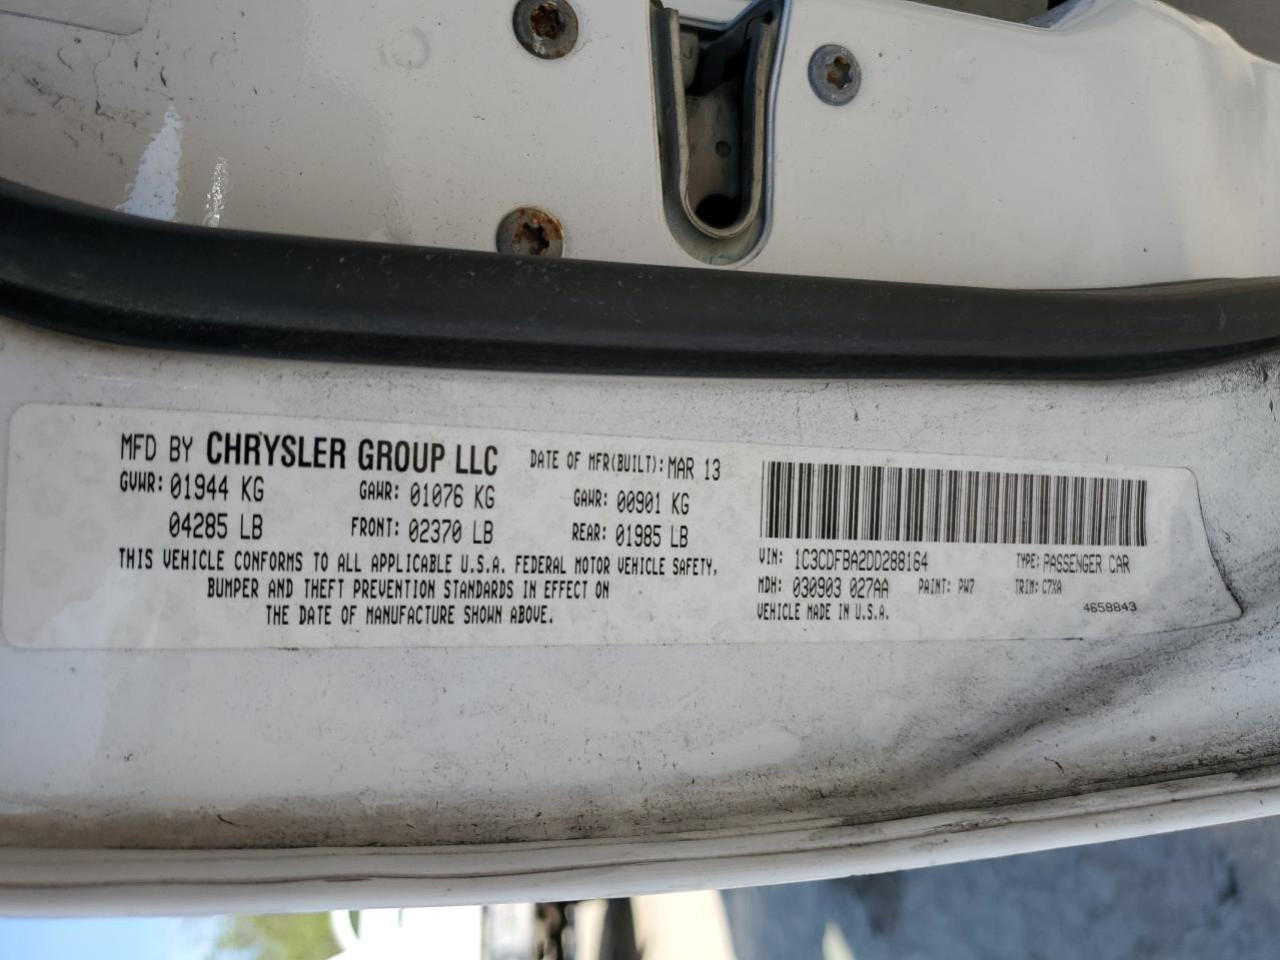 MFD BY CHRYSLER GROUP LLC DATE OF MFR(BUILT): MAR 13
GVWR: 01944 KG GAWR: 01076 KG GAWR: 00901 KG
04285 LB FRONT: 02370 LB REAR: 01985 LB
THIS VEHICLE CONFORMS TO ALL APPLICABLE U.S.A. FEDERAL MOTOR VEHICLE SAFETY,
BUMPER AND THEFT PREVENTION STANDARDS IN EFFECT ON
THE DATE OF MANUFACTURE SHOWN ABOVE.
VIN: 1C3CDFBA2DD288164 TYPE: PASSENGER CAR
MDH: 030903 027AA PAINT: PW7 TRIM: C7XA
VEHICLE MADE IN U.S.A. 4658843